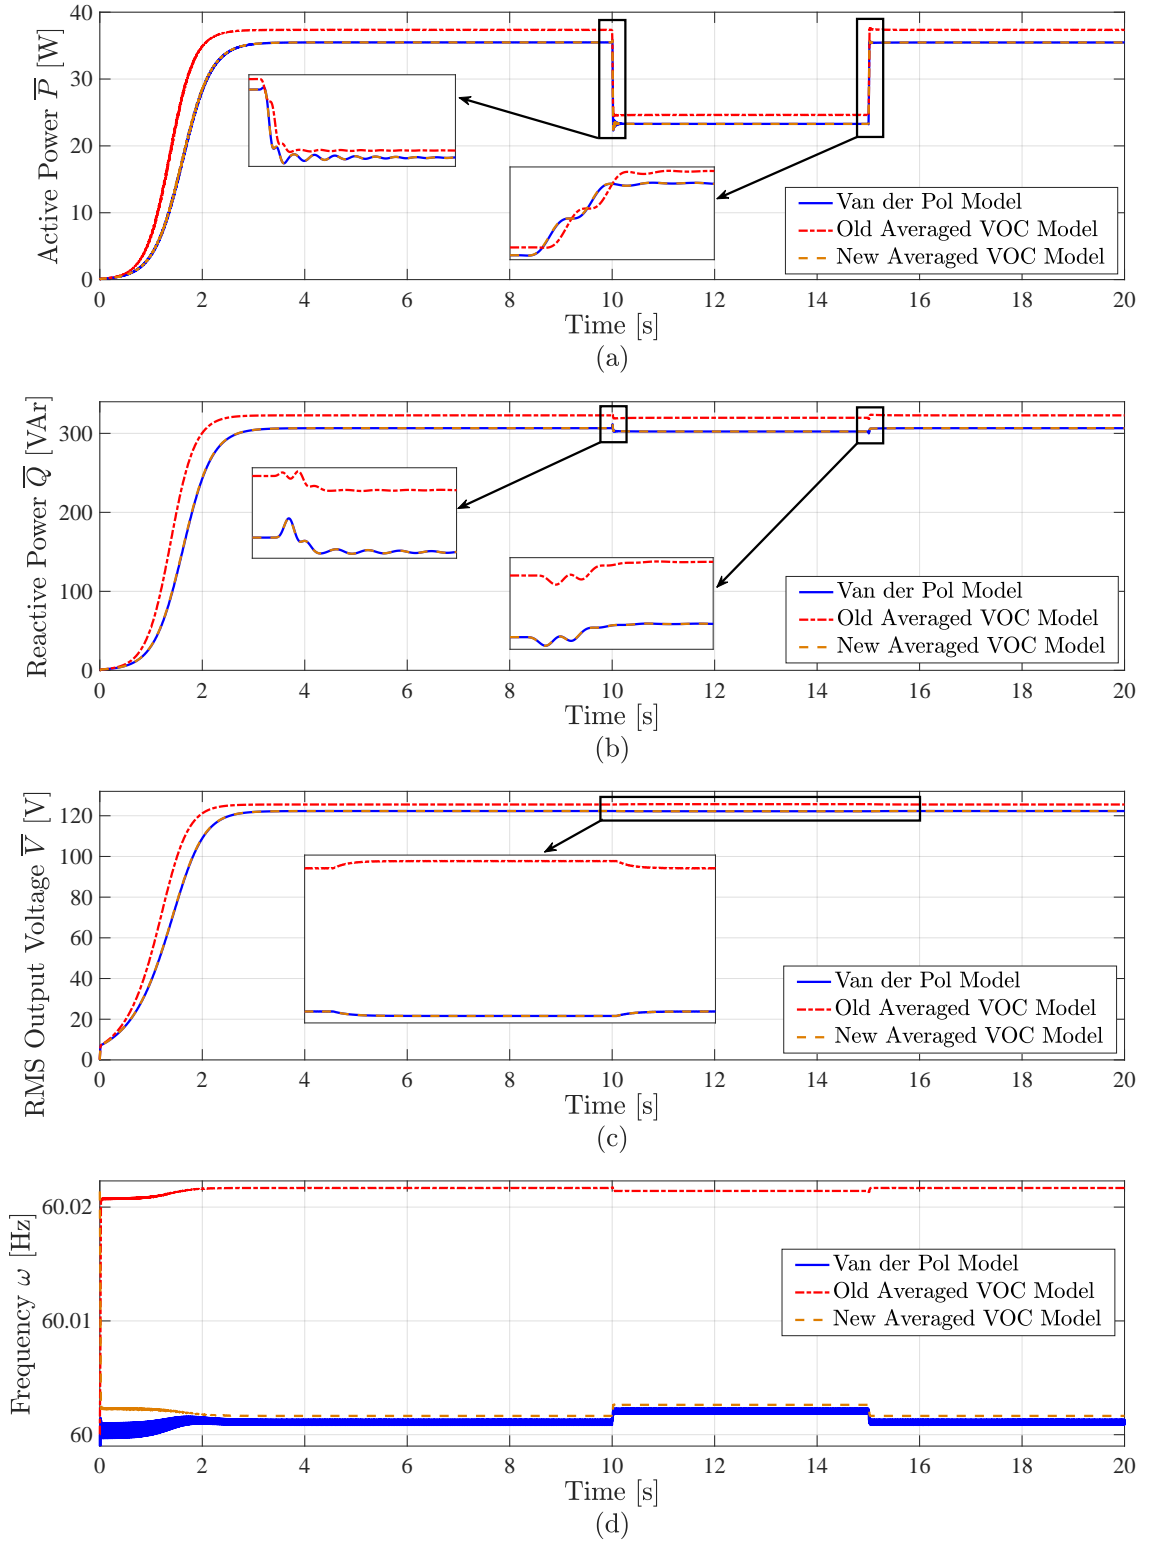 40
30
20
10
0
Active Power P̅ [W]
Van der Pol Model
Old Averaged VOC Model
New Averaged VOC Model
0 2 4 6 8 10 12 14 16 18 20
Time [s]
(a)
300
200
100
0
Reactive Power Q̅ [VAr]
Van der Pol Model
Old Averaged VOC Model
New Averaged VOC Model
0 2 4 6 8 10 12 14 16 18 20
Time [s]
(b)
120
100
80
60
40
20
0
RMS Output Voltage V̅ [V]
Van der Pol Model
Old Averaged VOC Model
New Averaged VOC Model
0 2 4 6 8 10 12 14 16 18 20
Time [s]
(c)
60.02
60.01
60
Frequency ω [Hz]
Van der Pol Model
Old Averaged VOC Model
New Averaged VOC Model
0 2 4 6 8 10 12 14 16 18 20
Time [s]
(d)